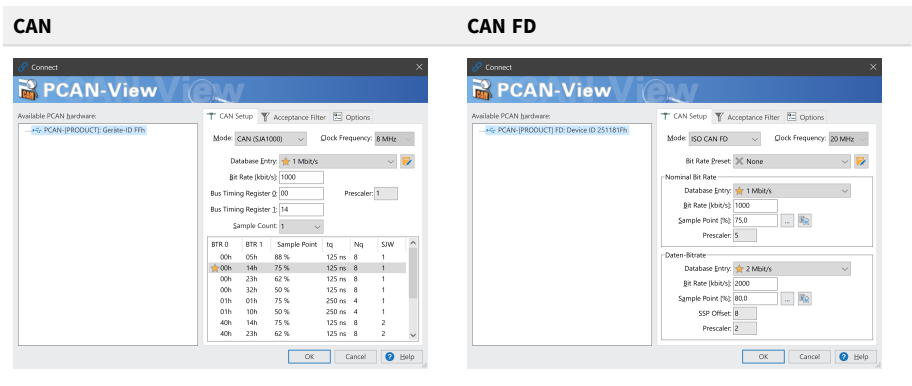 CAN
CAN FD
Connect
PCAN-View
Available PCAN hardware:
PCAN-[PRODUCT]: Geräte-ID FFh
CAN Setup Acceptance Filter Options
Mode: CAN (SJA1000) Clock Frequency: 8 MHz
Database Entry: 1 Mbit/s
Bit Rate [kbit/s]: 1000
Bus Timing Register 0: 00 Prescaler: 1
Bus Timing Register 1: 14
Sample Count: 1
BTR 0 BTR 1 Sample Point tq Nq SJW
00h 05h 88 % 125 ns 8 1
00h 14h 75 % 125 ns 8 1
00h 23h 62 % 125 ns 8 1
00h 32h 50 % 125 ns 8 1
01h 01h 75 % 250 ns 4 1
01h 10h 50 % 250 ns 4 1
40h 14h 75 % 125 ns 8 2
40h 23h 62 % 125 ns 8 2
OK Cancel Help
Connect
PCAN-View
Available PCAN hardware:
PCAN-[PRODUCT] FD: Device ID 251181Fh
CAN Setup Acceptance Filter Options
Mode: ISO CAN FD Clock Frequency: 20 MHz
Bit Rate Preset: None
Nominal Bit Rate
Database Entry: 1 Mbit/s
Bit Rate [kbit/s]: 1000
Sample Point [%]: 75,0 ...
Prescaler: 5
Daten-Bitrate
Database Entry: 2 Mbit/s
Bit Rate [kbit/s]: 2000
Sample Point [%]: 80,0 ...
SSP Offset: 8
Prescaler: 2
OK Cancel Help